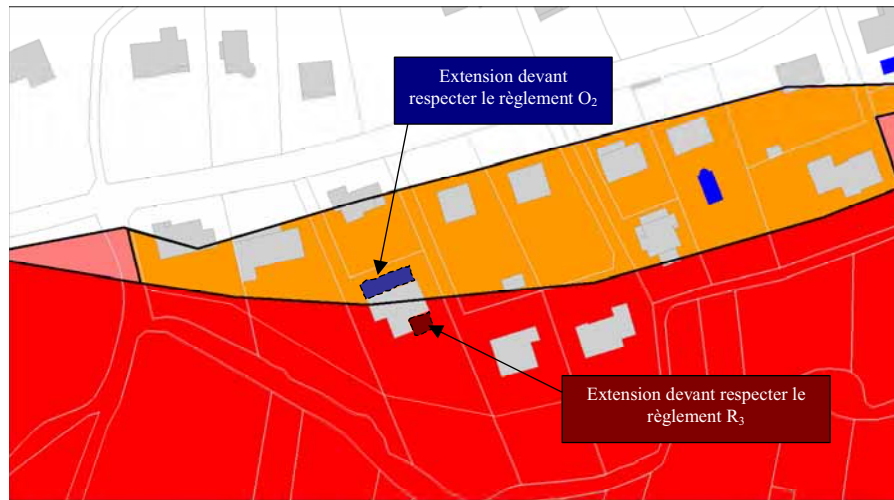 Extension devant
respecter le règlement O₂
Extension devant respecter le
règlement R₃